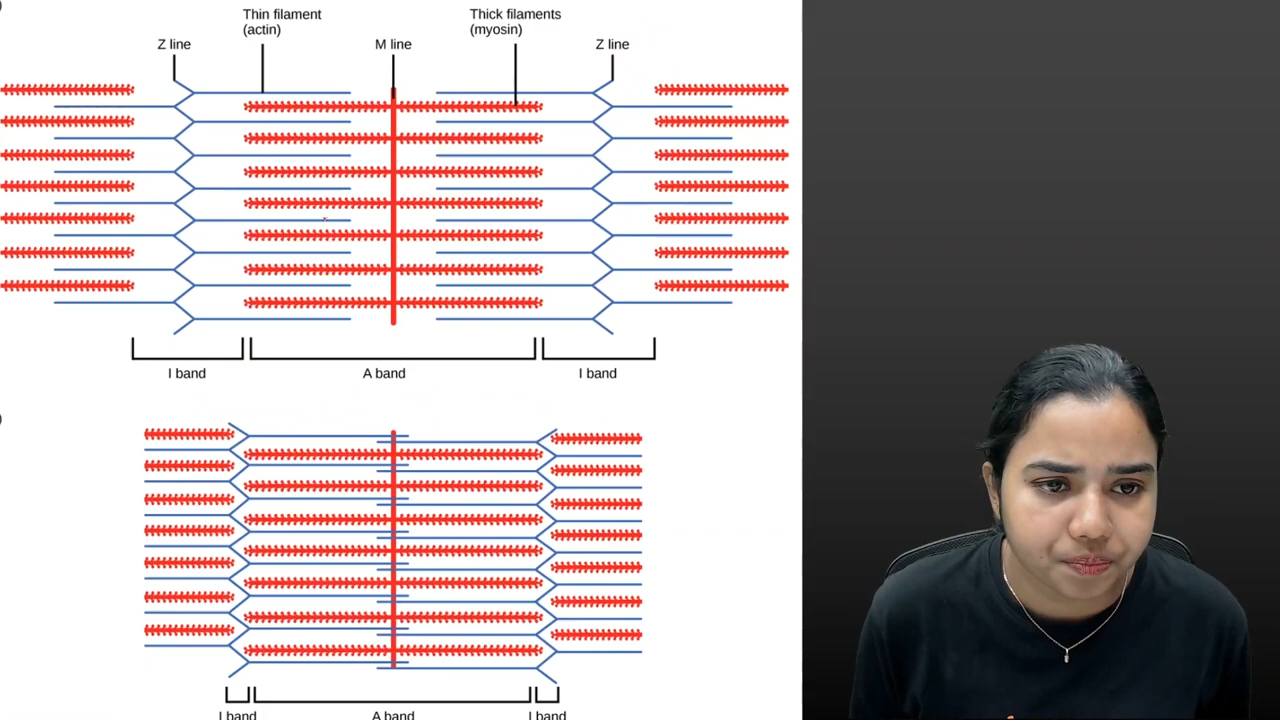 Thin filament
(actin)
Thick filaments
(myosin)
Z line
M line
Z line
I band
A band
I band
I band
A band
I band